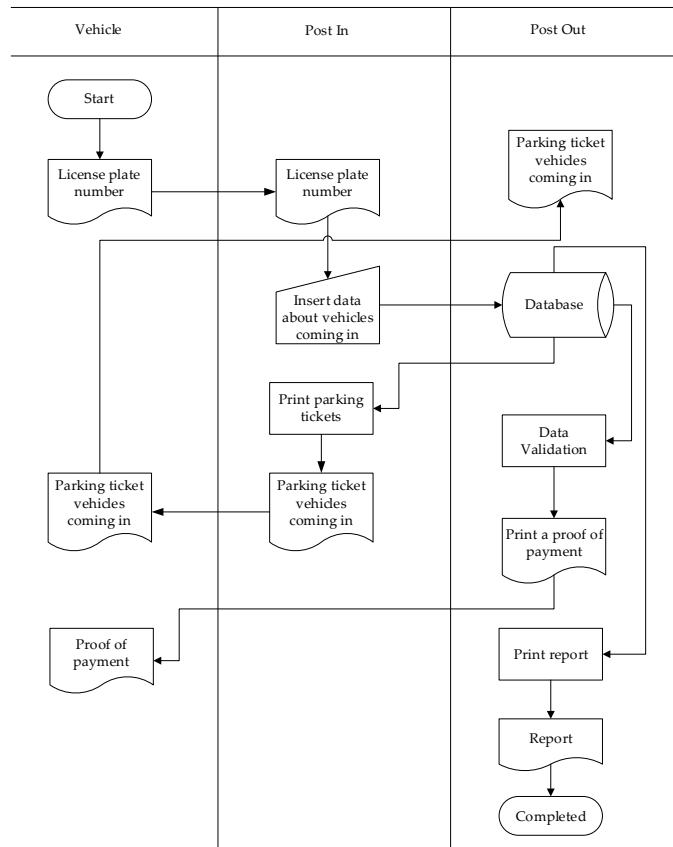 Vehicle
Post In
Post Out
Start
Parking ticket
vehicles
coming in
License plate
number
License plate
number
Insert data
about vehicles
coming in
Database
Print parking
tickets
Data
Validation
Parking ticket
vehicles
coming in
Parking ticket
vehicles
coming in
Print a proof of
payment
Proof of
payment
Print report
Report
Completed